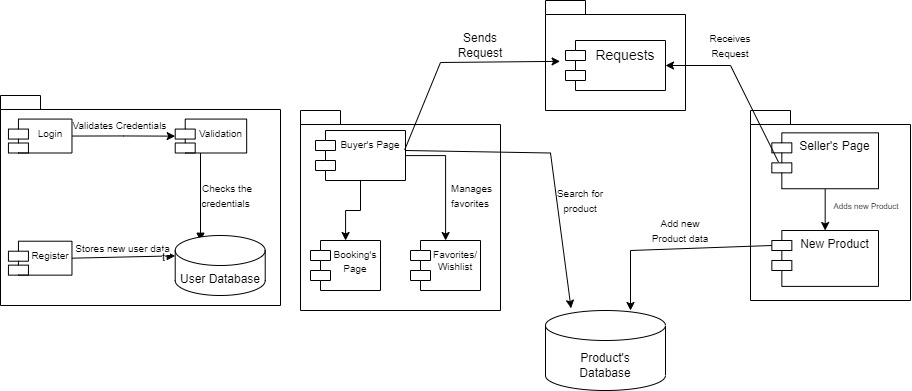 Sends
Request
Requests
Receives
Request
Login
Validates Credentials
Validation
Buyer's Page
Seller's Page
Checks the
credentials
Manages
favorites
Search for
product
Adds new Product
Register
Stores new user data
User Database
Booking's
Page
Favorites/
Wishlist
Add new
Product data
New Product
Product's
Database